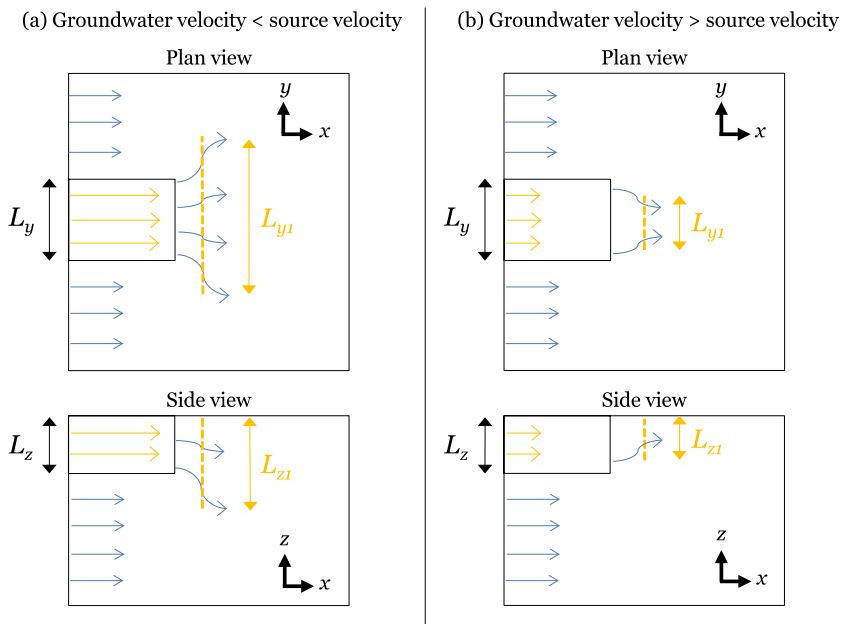 (a) Groundwater velocity < source velocity
Plan view
y
x
Ly
Ly1
Side view
Lz
Lz1
z
x
(b) Groundwater velocity > source velocity
Plan view
y
x
Ly
Ly1
Side view
Lz
Lz1
z
x